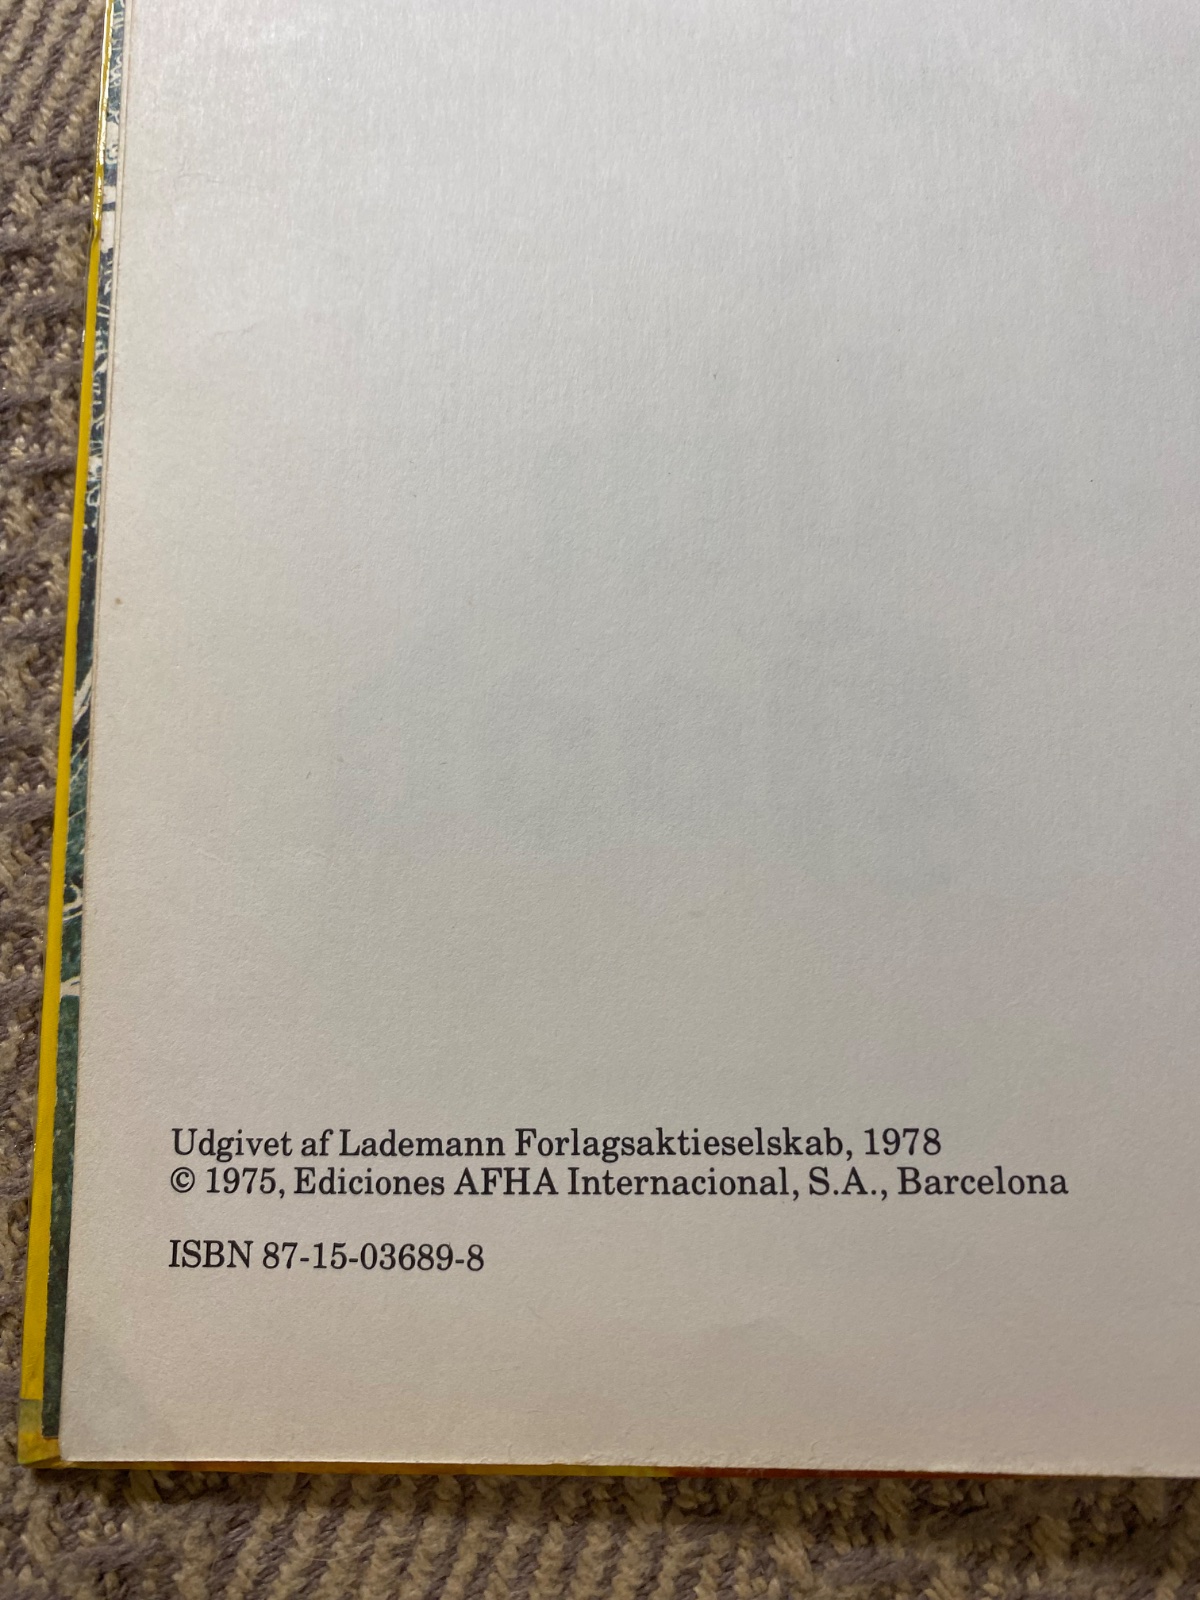 Udgivet af Lademann Forlagsaktieselskab, 1978
© 1975, Ediciones AFHA Internacional, S.A., Barcelona
ISBN 87-15-03689-8